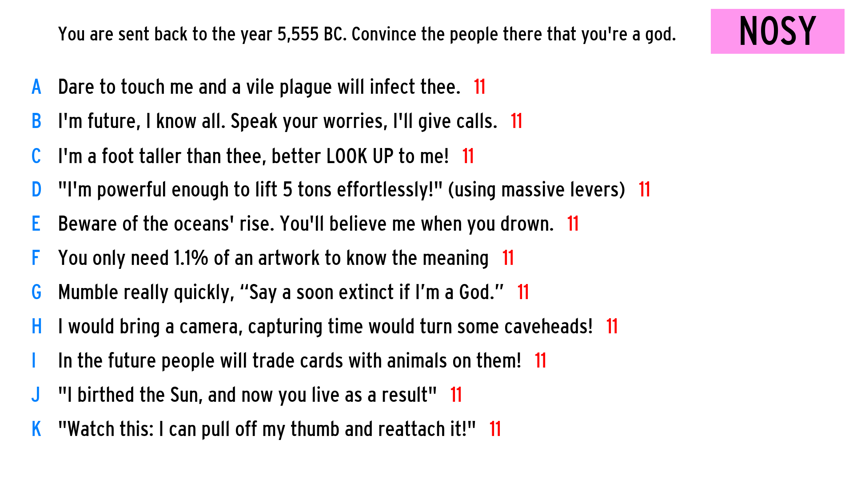 You are sent back to the year 5,555 BC. Convince the people there that you're a god.
NOSY
A Dare to touch me and a vile plague will infect thee. 11
B I'm future, I know all. Speak your worries, I'll give calls. 11
C I'm a foot taller than thee, better LOOK UP to me! 11
D "I'm powerful enough to lift 5 tons effortlessly!" (using massive levers) 11
E Beware of the oceans' rise. You'll believe me when you drown. 11
F You only need 1.1% of an artwork to know the meaning 11
G Mumble really quickly, “Say a soon extinct if I’m a God.” 11
H I would bring a camera, capturing time would turn some caveheads! 11
I In the future people will trade cards with animals on them! 11
J "I birthed the Sun, and now you live as a result" 11
K "Watch this: I can pull off my thumb and reattach it!" 11